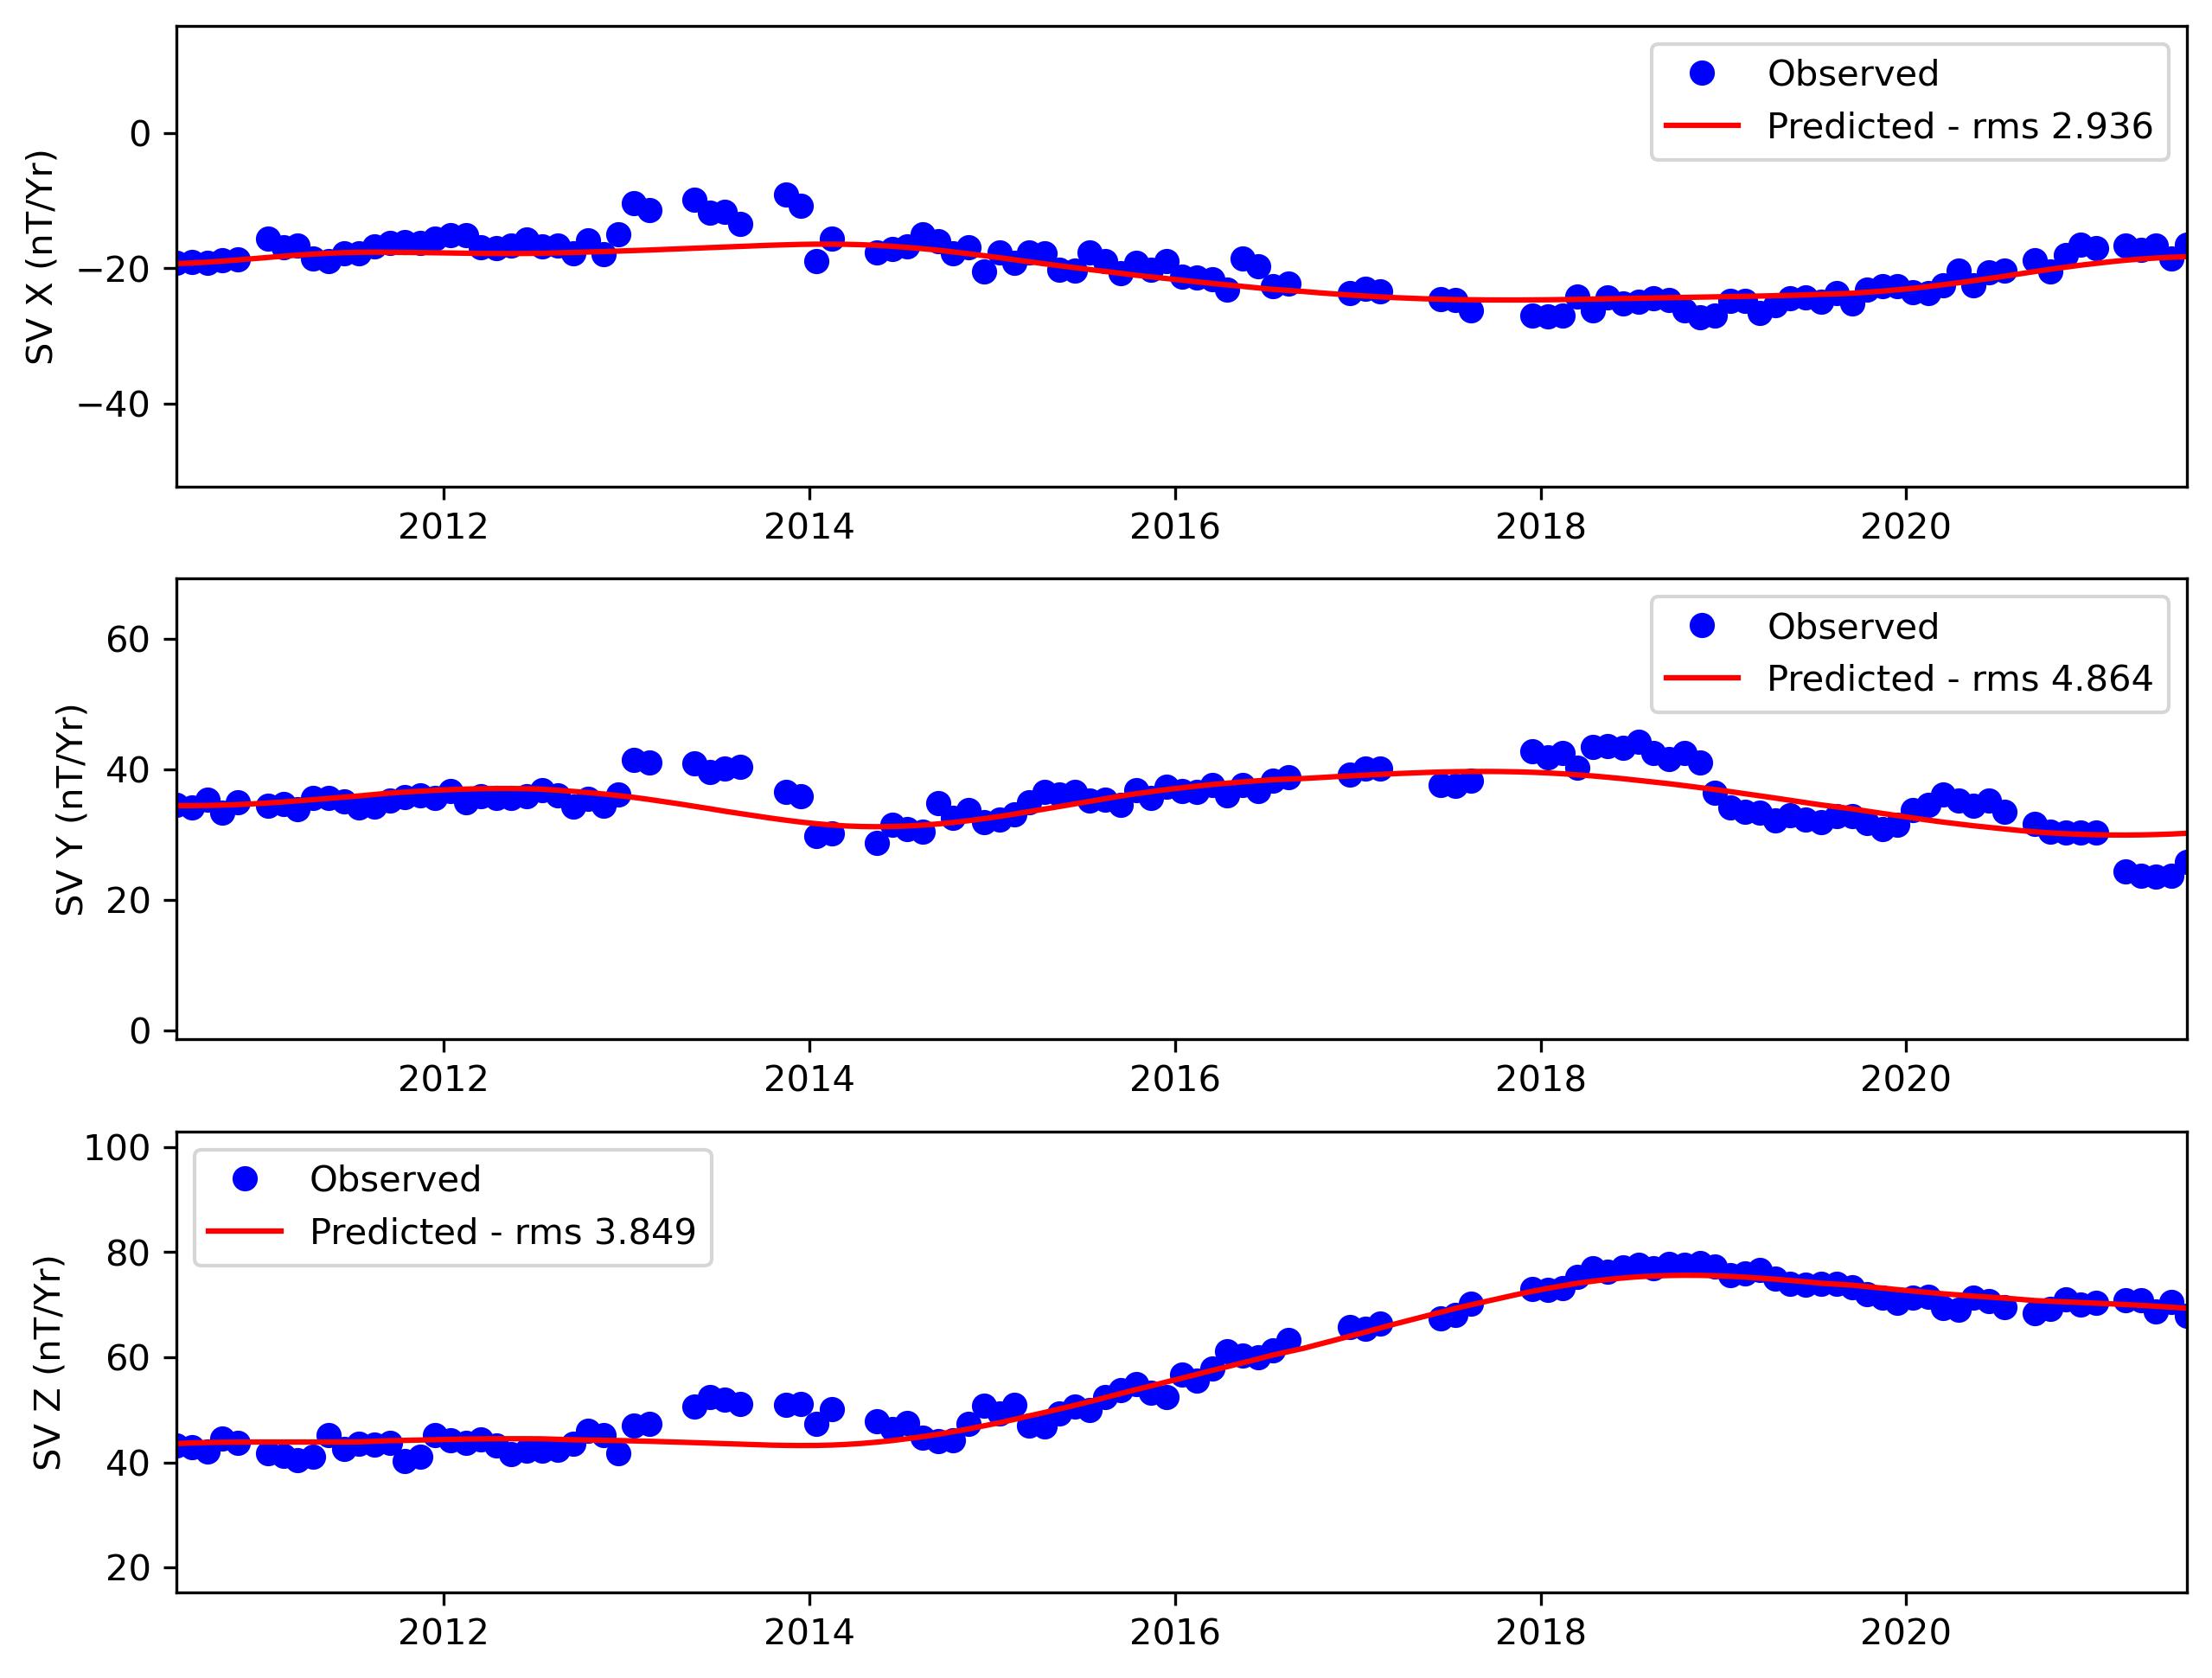 SV X (nT/Yr)
0
−20
−40
Observed
Predicted - rms 2.936
2012 2014 2016 2018 2020
SV Y (nT/Yr)
60
40
20
0
Observed
Predicted - rms 4.864
2012 2014 2016 2018 2020
SV Z (nT/Yr)
100
80
60
40
20
Observed
Predicted - rms 3.849
2012 2014 2016 2018 2020